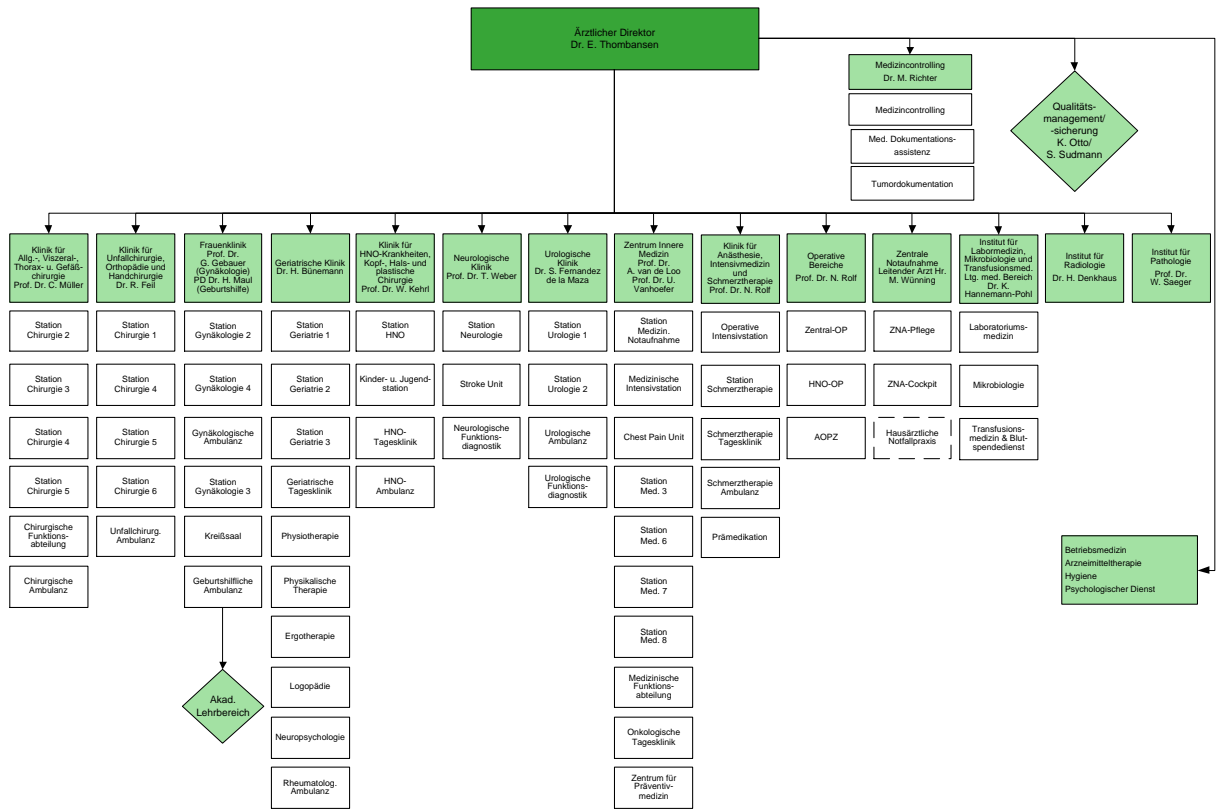 Ärztlicher Direktor
Dr. E. Thombansen
Medizincontrolling
Dr. M. Richter
Medizincontrolling
Med. Dokumentations-
assistenz
Tumordokumentation
Qualitäts-
management/
-sicherung
K. Otto/
S. Sudmann
Klinik für
Allg.-, Viszeral-,
Thorax- u. Gefäß-
chirurgie
Prof. Dr. C. Müller
Station
Chirurgie 2
Station
Chirurgie 3
Station
Chirurgie 4
Station
Chirurgie 5
Chirurgische
Funktions-
abteilung
Chirurgische
Ambulanz
Klinik für
Unfallchirurgie,
Orthopädie und
Handchirurgie
Dr. R. Feil
Station
Chirurgie 1
Station
Chirurgie 4
Station
Chirurgie 5
Station
Chirurgie 6
Unfallchirurg.
Ambulanz
Frauenklinik
Prof. Dr.
G. Gebauer
(Gynäkologie)
PD Dr. H. Maul
(Geburtshilfe)
Station
Gynäkologie 2
Station
Gynäkologie 4
Gynäkologische
Ambulanz
Station
Gynäkologie 3
Kreißsaal
Geburtshilfliche
Ambulanz
Akad.
Lehrbereich
Geriatrische Klinik
Dr. H. Bünemann
Station
Geriatrie 1
Station
Geriatrie 2
Station
Geriatrie 3
Geriatrische
Tagesklinik
Physiotherapie
Physikalische
Therapie
Ergotherapie
Logopädie
Neuropsychologie
Rheumatolog.
Ambulanz
Klinik für
HNO-Krankheiten,
Kopf-, Hals- und
plastische
Chirurgie
Prof. Dr. W. Kehrl
Station
HNO
Kinder- u. Jugend-
station
HNO-
Tagesklinik
HNO-
Ambulanz
Neurologische
Klinik
Prof. Dr. T. Weber
Station
Neurologie
Stroke Unit
Neurologische
Funktions-
diagnostik
Urologische
Klinik
Dr. S. Fernandez
de la Maza
Station
Urologie 1
Station
Urologie 2
Urologische
Ambulanz
Urologische
Funktions-
diagnostik
Zentrum Innere
Medizin
Prof. Dr.
A. van de Loo
Prof. Dr. U.
Vanhoefer
Station
Medizin.
Notaufnahme
Medizinische
Intensivstation
Chest Pain Unit
Station
Med. 3
Station
Med. 6
Station
Med. 7
Station
Med. 8
Medizinische
Funktions-
abteilung
Onkologische
Tagesklinik
Zentrum für
Präventiv-
medizin
Klinik für
Anästhesie,
Intensivmedizin
und
Schmerztherapie
Prof. Dr. N. Rolf
Operative
Intensivstation
Station
Schmerztherapie
Schmerztherapie
Tagesklinik
Schmerztherapie
Ambulanz
Prämedikation
Operative
Bereiche
Prof. Dr. N. Rolf
Zentral-OP
HNO-OP
AOPZ
Zentrale
Notaufnahme
Leitender Arzt Hr.
M. Wünning
ZNA-Pflege
ZNA-Cockpit
Hausärztliche
Notfallpraxis
Institut für
Labormedizin,
Mikrobiologie und
Transfusionsmed.
Ltg. med. Bereich
Dr. K.
Hannemann-Pohl
Laboratoriums-
medizin
Mikrobiologie
Transfusions-
medizin & Blut-
spendedienst
Institut für
Radiologie
Dr. H. Denkhaus
Institut für
Pathologie
Prof. Dr.
W. Saeger
Betriebsmedizin
Arzneimitteltherapie
Hygiene
Psychologischer Dienst